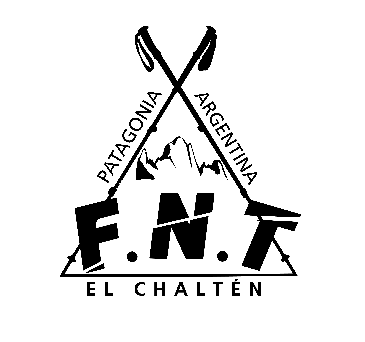 PATAGONIA
ARGENTINA
F.N.T
EL CHALTÉN